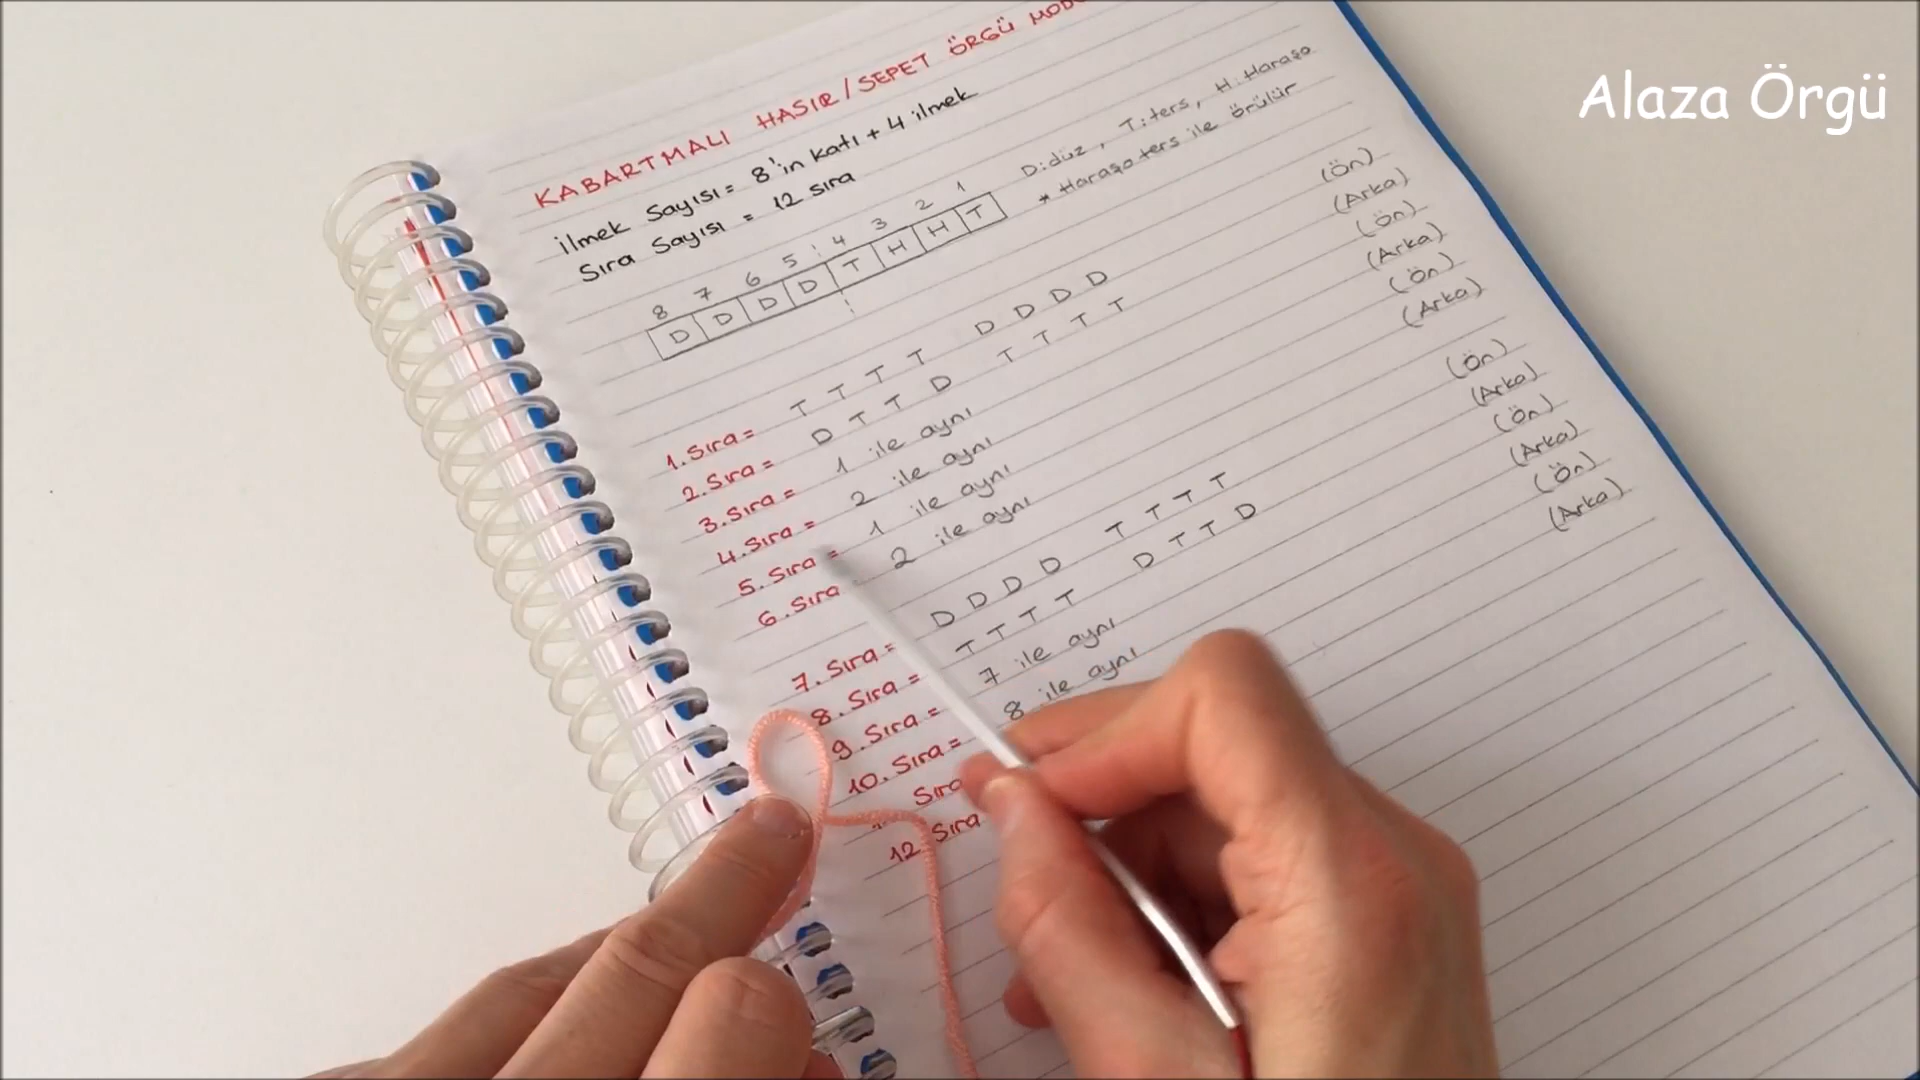 Alaza Örgü
KABARTMALI HASIR/SEPET ÖRGÜ
İlmek Sayısı = 8'in katı + 4 ilmek
Sıra Sayısı = 12 sıra
D:düz, T:ters, H:Haraşo
* Haraşo ters ile örülür
8 7 6 5 4 3 2 1
D D D D T H H T
1. Sıra = T T T T D D D D (Ön)
2. Sıra = D T T D T T T T (Arka)
3. Sıra = 1 ile aynı (Ön)
4. Sıra = 2 ile aynı (Arka)
5. Sıra = 1 ile aynı (Ön)
6. Sıra 2 ile aynı (Arka)
7. Sıra = D D D D T T T T (Ön)
8. Sıra = T T T T D T T D (Arka)
9. Sıra = 7 ile aynı (Ön)
10. Sıra = 8 ile aynı (Arka)
Sıra (Ön)
12 Sıra (Arka)